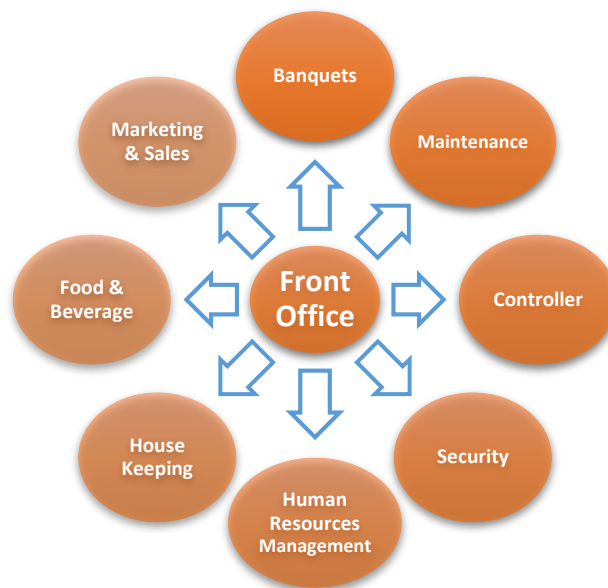 Banquets
Maintenance
Controller
Security
Human
Resources
Management
House
Keeping
Food &
Beverage
Marketing
& Sales
Front
Office